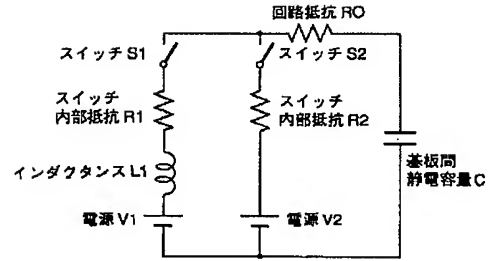 回路抵抗 RO
スイッチ S1
スイッチ S2
スイッチ
内部抵抗 R1
スイッチ
内部抵抗 R2
インダクタンス L1
基板間
静電容量 C
電源 V1
電源 V2